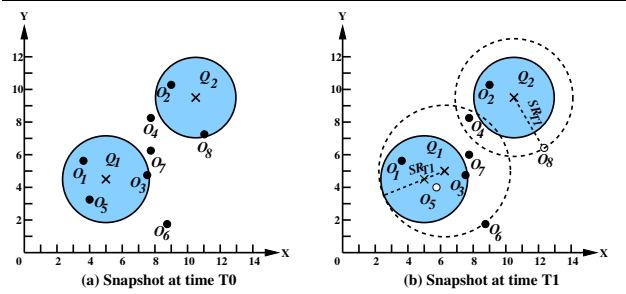 Y
12
10
8
6
4
2
0
2 4 6 8 10 12 14
X
Q2
O2
O4
O8
Q1
O1
O7
O3
O5
O6
(a) Snapshot at time T0
Y
12
10
8
6
4
2
0
2 4 6 8 10 12 14
X
Q2
O2
SRT1
O4
O8
Q1
O1
SRT1
O7
O3
O5
O6
(b) Snapshot at time T1